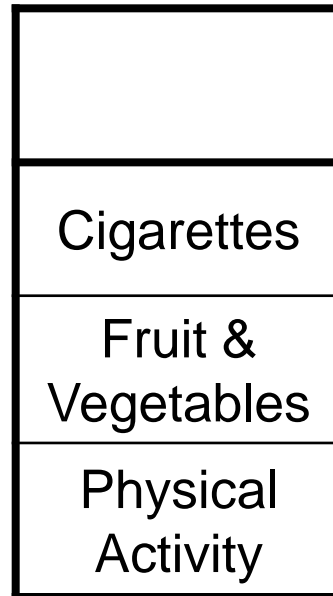 Cigarettes
Fruit &
Vegetables
Physical
Activity